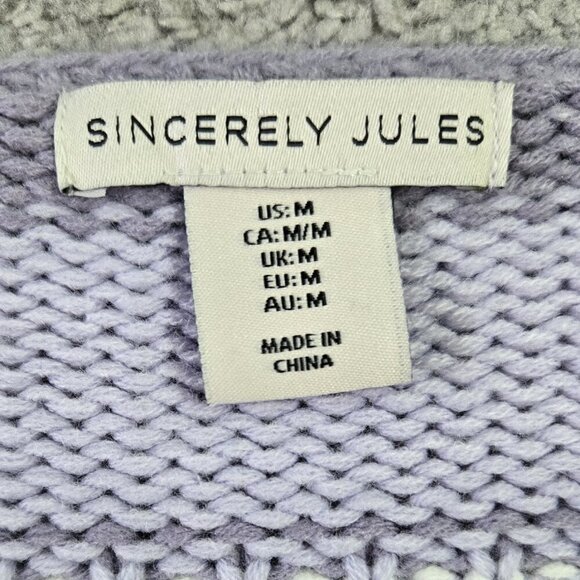 SINCERELY JULES
US: M
CA: M/M
UK: M
EU: M
AU: M
MADE IN
CHINA